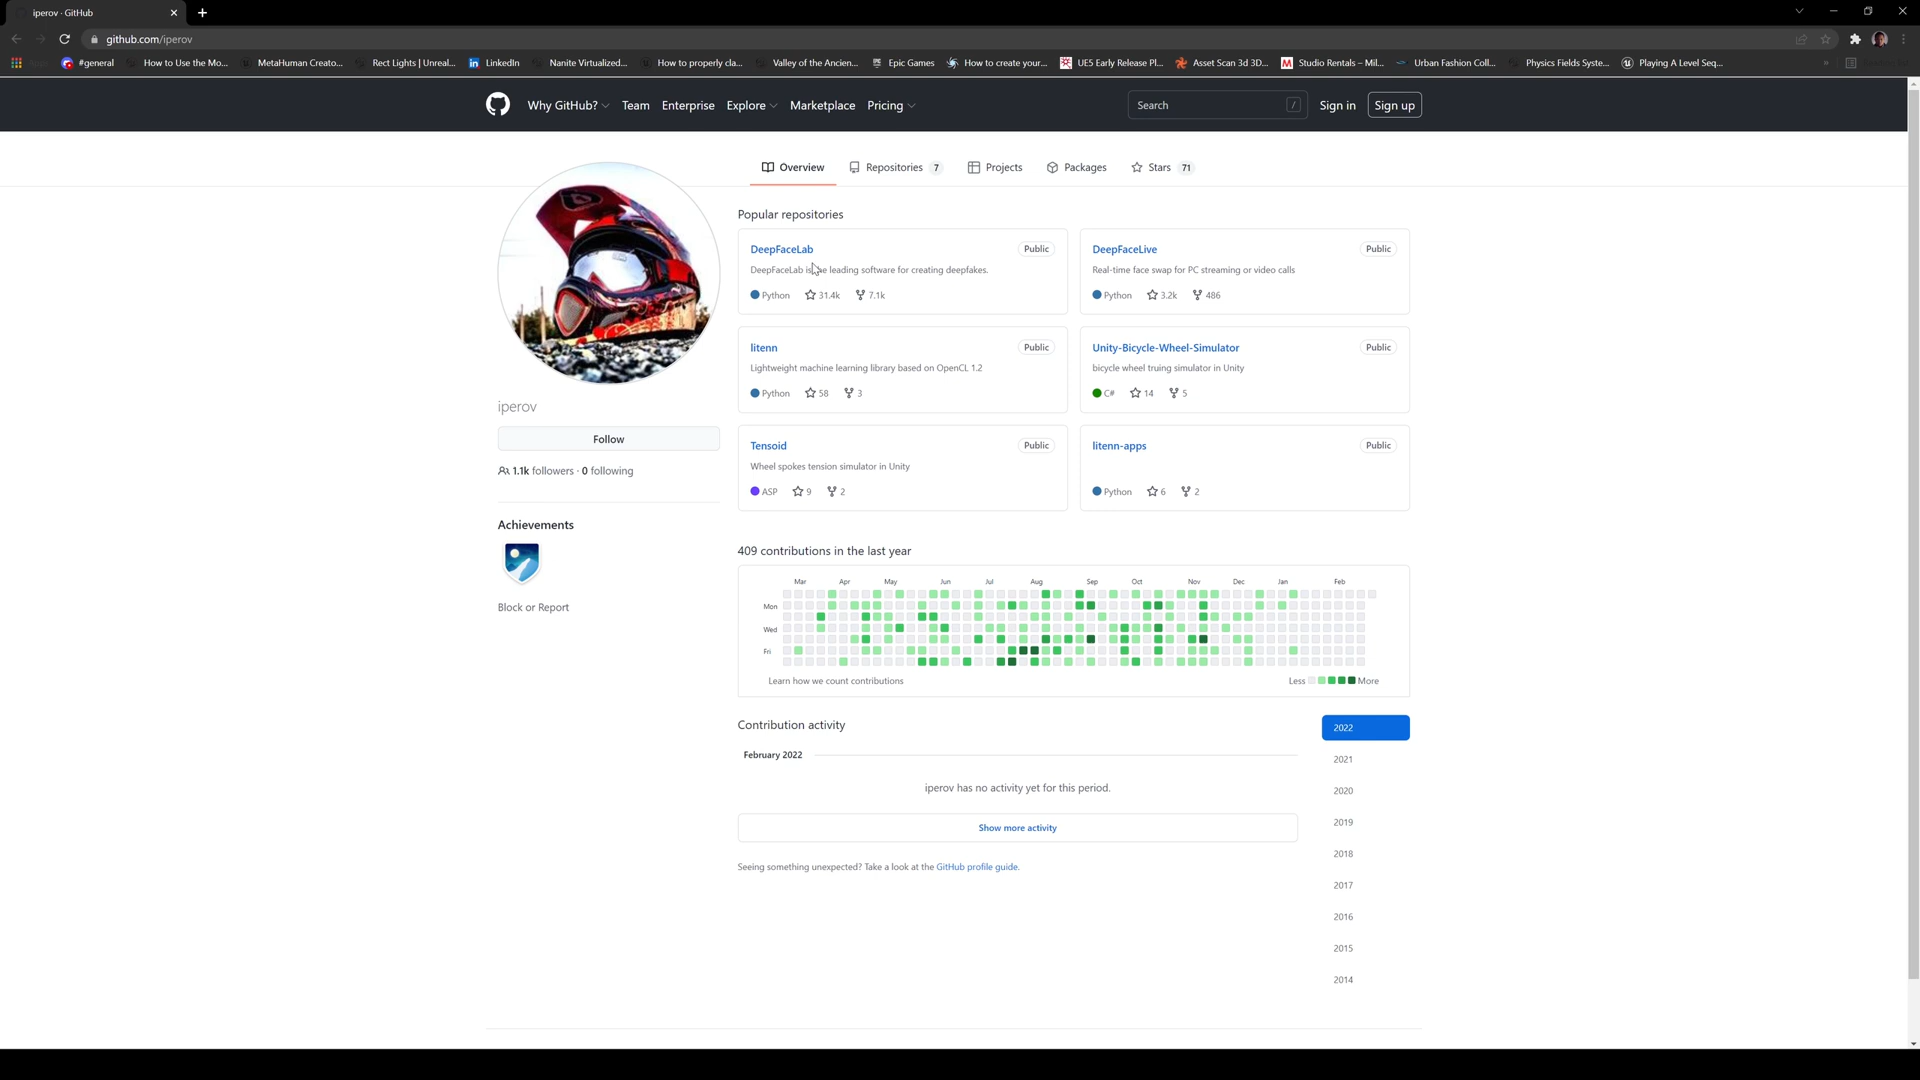 iperov · GitHub
github.com/iperov
#general
How to Use the Mo...
MetaHuman Creato...
Rect Lights | Unreal...
LinkedIn
Nanite Virtualized...
How to properly cla...
Valley of the Ancien...
Epic Games
How to create your...
UE5 Early Release Pl...
Asset Scan 3d 3D...
Studio Rentals – Mil...
Urban Fashion Coll...
Physics Fields Syste...
Playing A Level Seq...
Why GitHub?
Team
Enterprise
Explore
Marketplace
Pricing
Search /
Sign in
Sign up
Overview
Repositories 7
Projects
Packages
Stars 71
Popular repositories
DeepFaceLab Public
DeepFaceLab is leading software for creating deepfakes.
Python 31.4k 7.1k
DeepFaceLive Public
Real-time face swap for PC streaming or video calls
Python 3.2k 486
litenn Public
Lightweight machine learning library based on OpenCL 1.2
Python 58 3
Unity-Bicycle-Wheel-Simulator Public
bicycle wheel truing simulator in Unity
C# 14 5
Tensoid Public
Wheel spokes tension simulator in Unity
ASP 9 2
litenn-apps Public
Python 6 2
iperov
Follow
1.1k followers · 0 following
Achievements
Block or Report
409 contributions in the last year
Mar Apr May Jun Jul Aug Sep Oct Nov Dec Jan Feb
Mon
Wed
Fri
Learn how we count contributions
Less More
Contribution activity
February 2022
iperov has no activity yet for this period.
Show more activity
Seeing something unexpected? Take a look at the GitHub profile guide.
2022
2021
2020
2019
2018
2017
2016
2015
2014